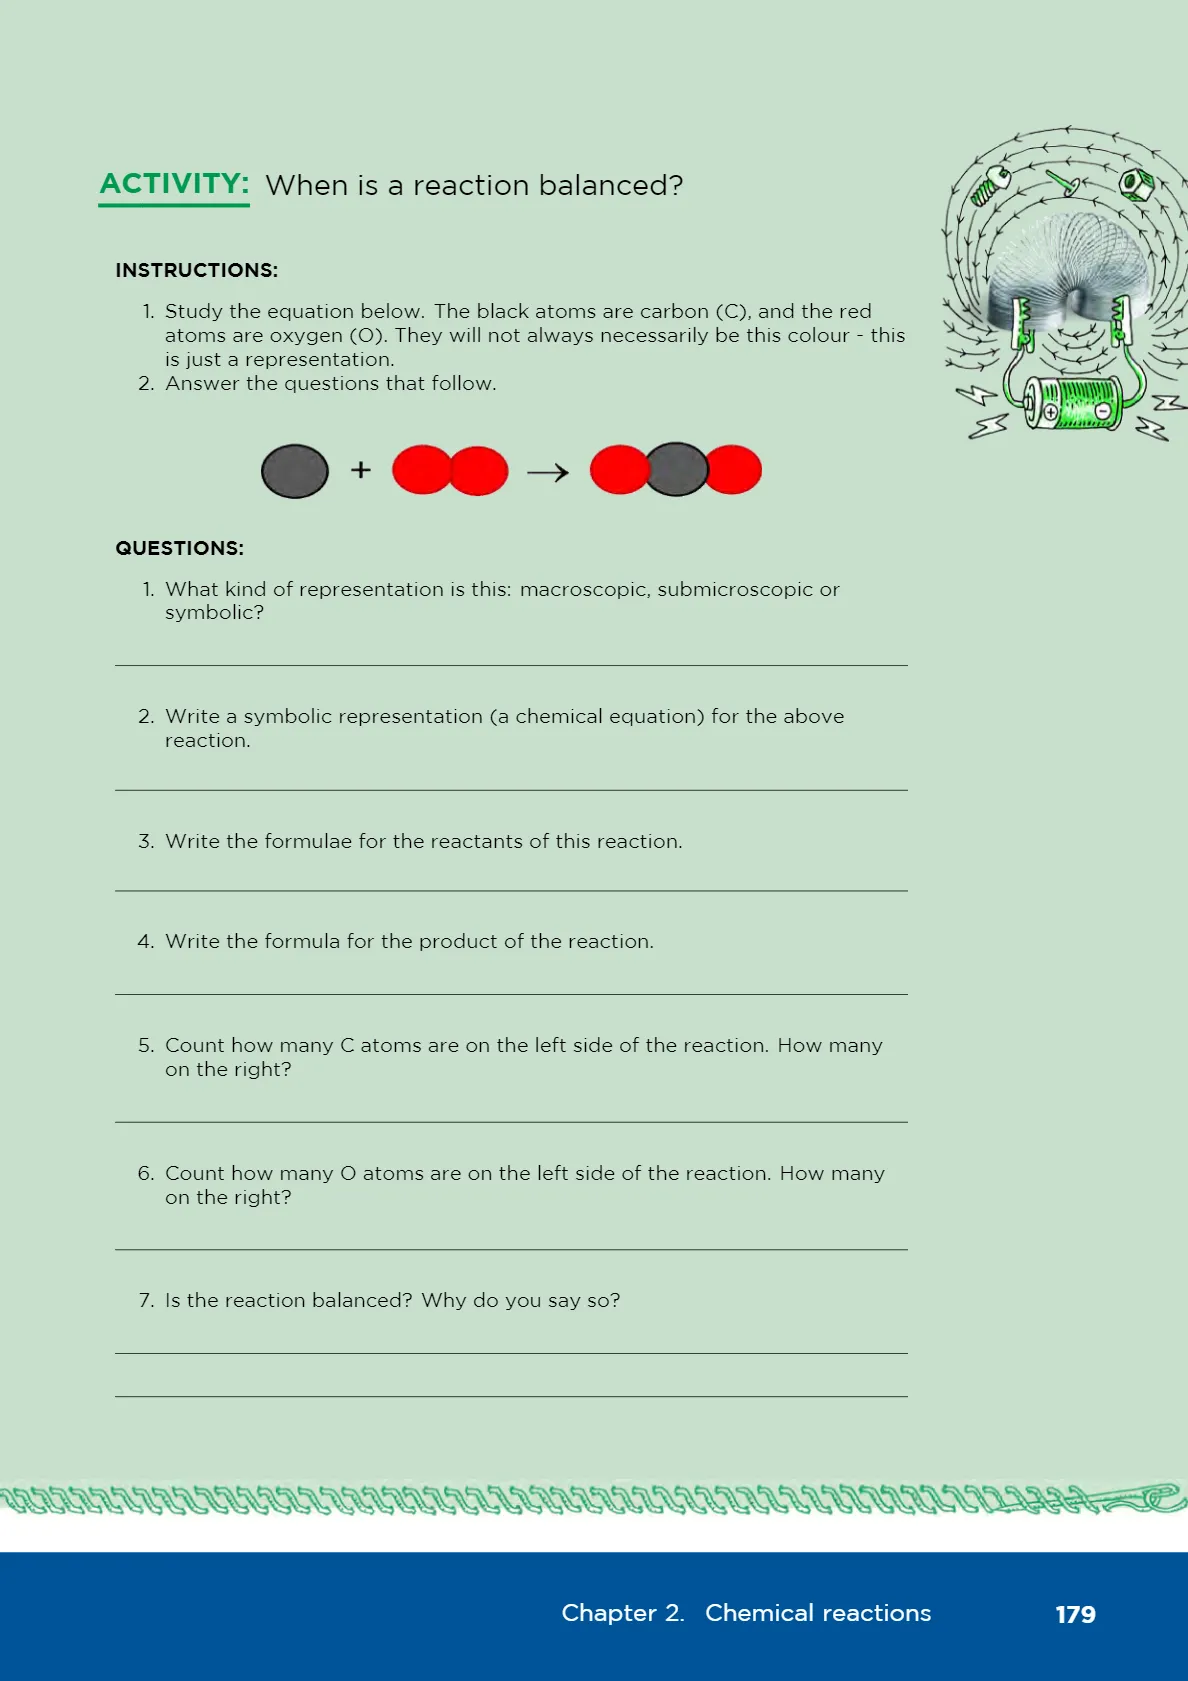 ACTIVITY: When is a reaction balanced?
INSTRUCTIONS:
1. Study the equation below. The black atoms are carbon (C), and the red
atoms are oxygen (O). They will not always necessarily be this colour - this
is just a representation.
2. Answer the questions that follow.
+ →
QUESTIONS:
1. What kind of representation is this: macroscopic, submicroscopic or
symbolic?
2. Write a symbolic representation (a chemical equation) for the above
reaction.
3. Write the formulae for the reactants of this reaction.
4. Write the formula for the product of the reaction.
5. Count how many C atoms are on the left side of the reaction. How many
on the right?
6. Count how many O atoms are on the left side of the reaction. How many
on the right?
7. Is the reaction balanced? Why do you say so?
Chapter 2. Chemical reactions 179